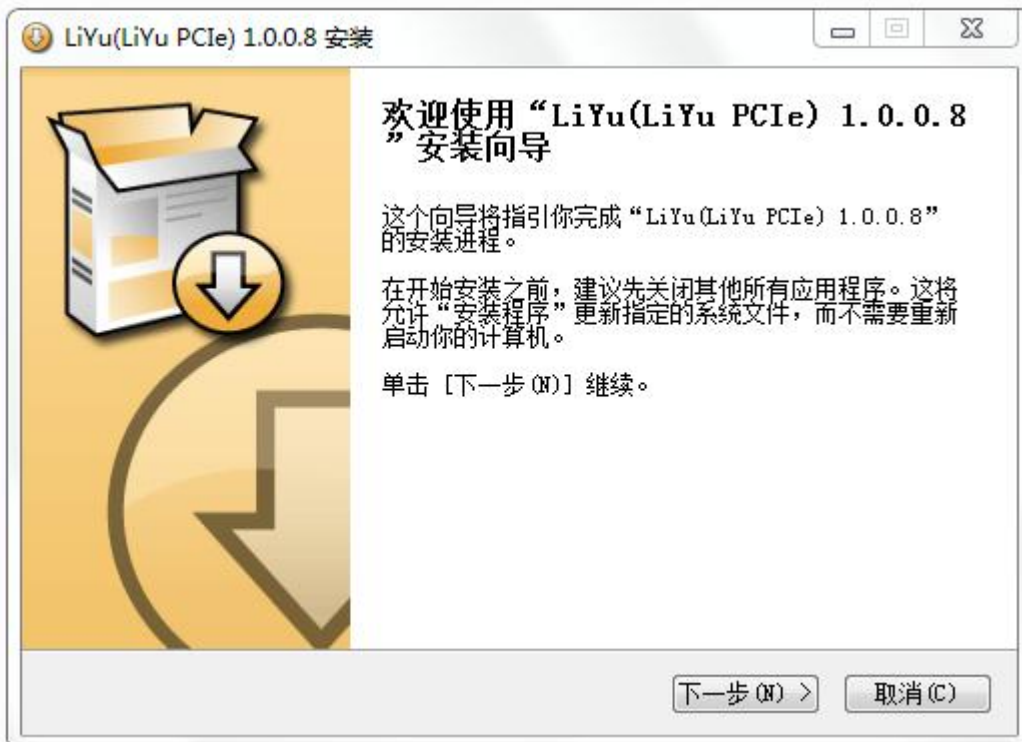 LiYu(LiYu PCIe) 1.0.0.8 安装
欢迎使用“LiYu(LiYu PCIe) 1.0.0.8
”安装向导
这个向导将指引你完成“LiYu(LiYu PCIe) 1.0.0.8”
的安装进程。
在开始安装之前，建议先关闭其他所有应用程序。这将
允许“安装程序”更新指定的系统文件，而不需要重新
启动你的计算机。
单击 [下一步(N)] 继续。
下一步(N) >
取消(C)